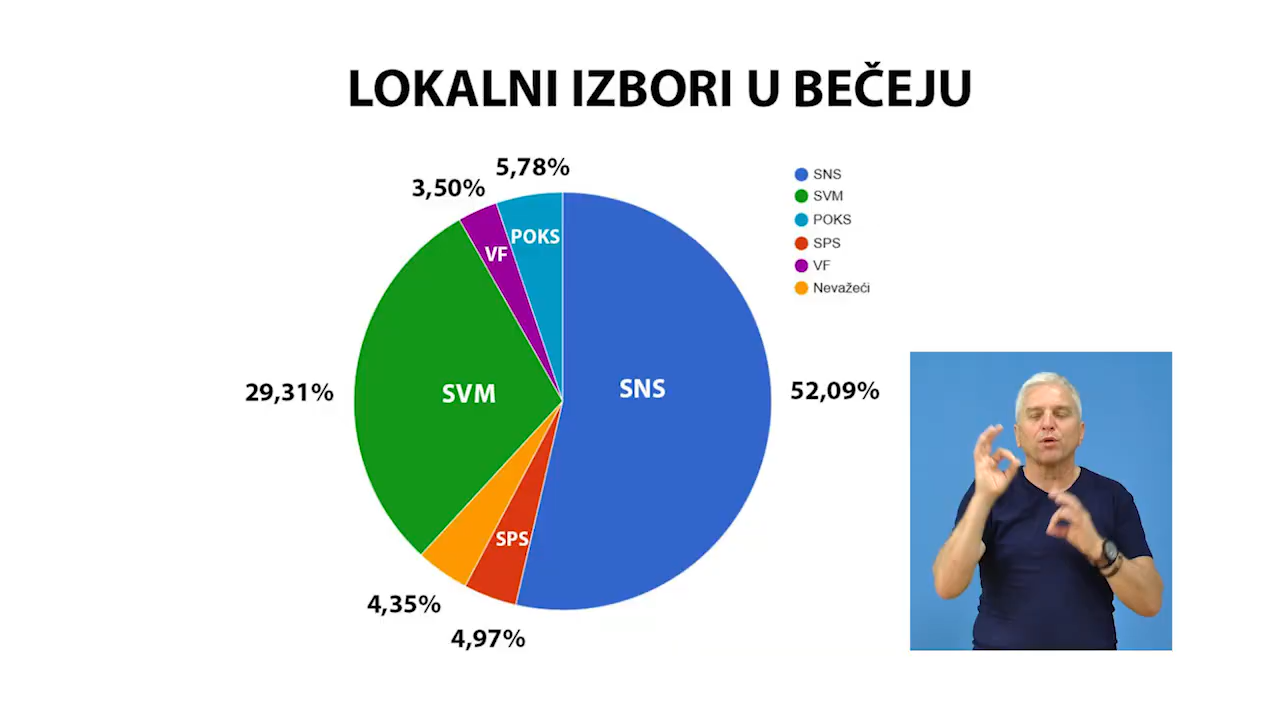 LOKALNI IZBORI U BEČEJU
5,78%
3,50%
SNS
SVM
POKS
SPS
VF
Nevažeći
POKS
VF
29,31%
SVM
SNS
52,09%
SPS
4,35%
4,97%